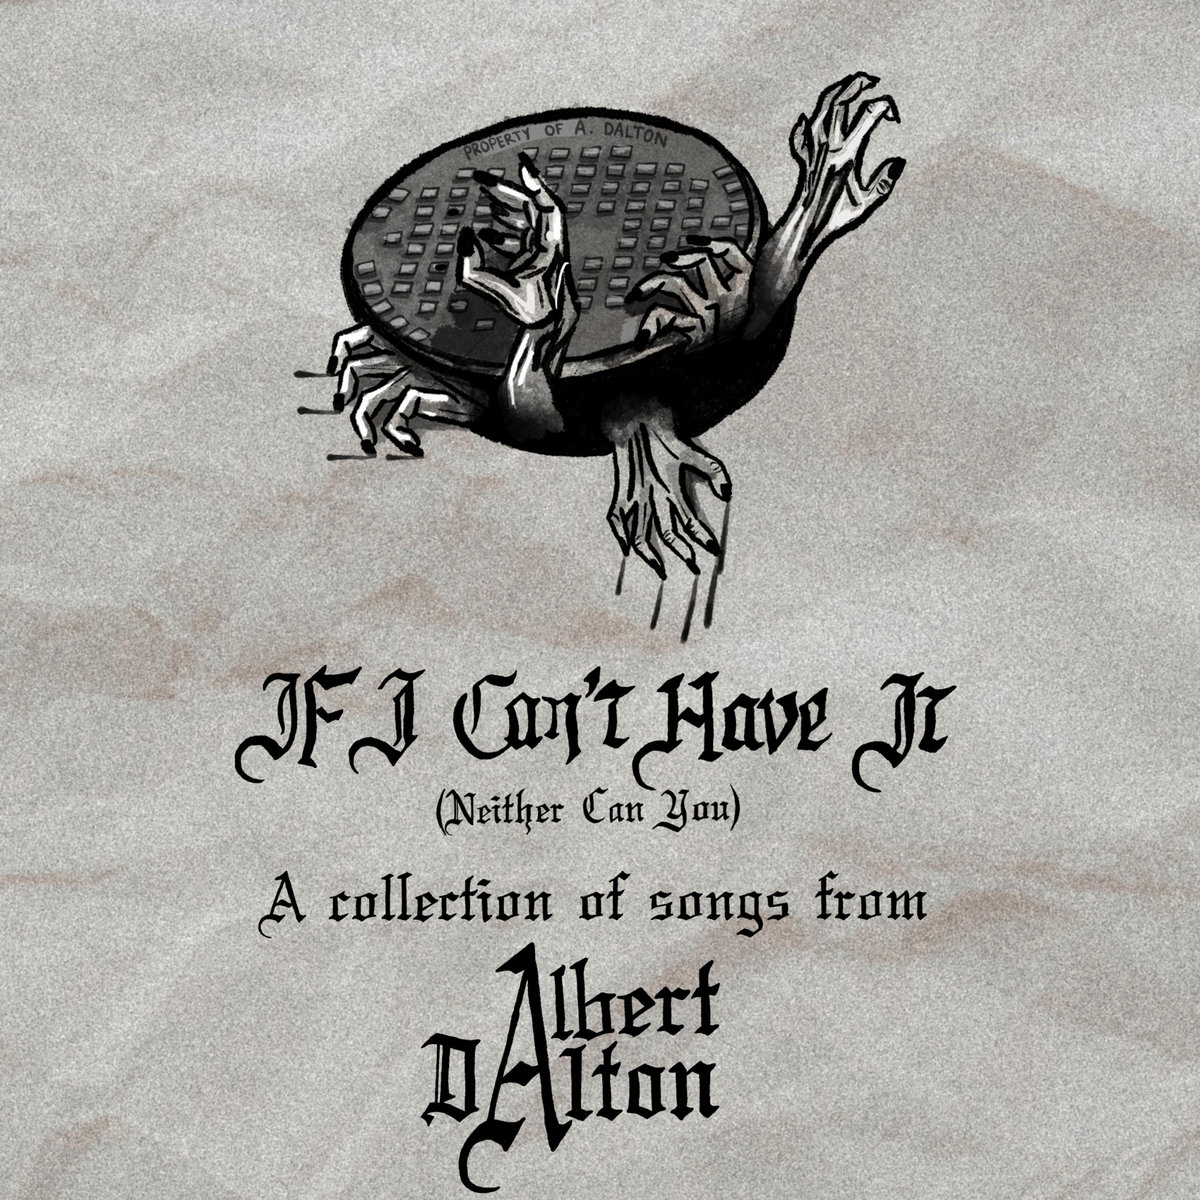 PROPERTY OF A. DALTON
If I Can't Have It
(Neither Can You)
A collection of songs from
Albert
DAlton